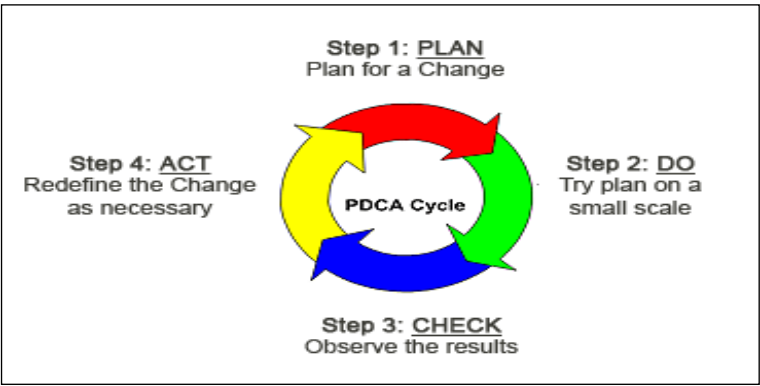 Step 1: PLAN
Plan for a Change
Step 2: DO
Try plan on a
small scale
Step 3: CHECK
Observe the results
Step 4: ACT
Redefine the Change
as necessary
PDCA Cycle